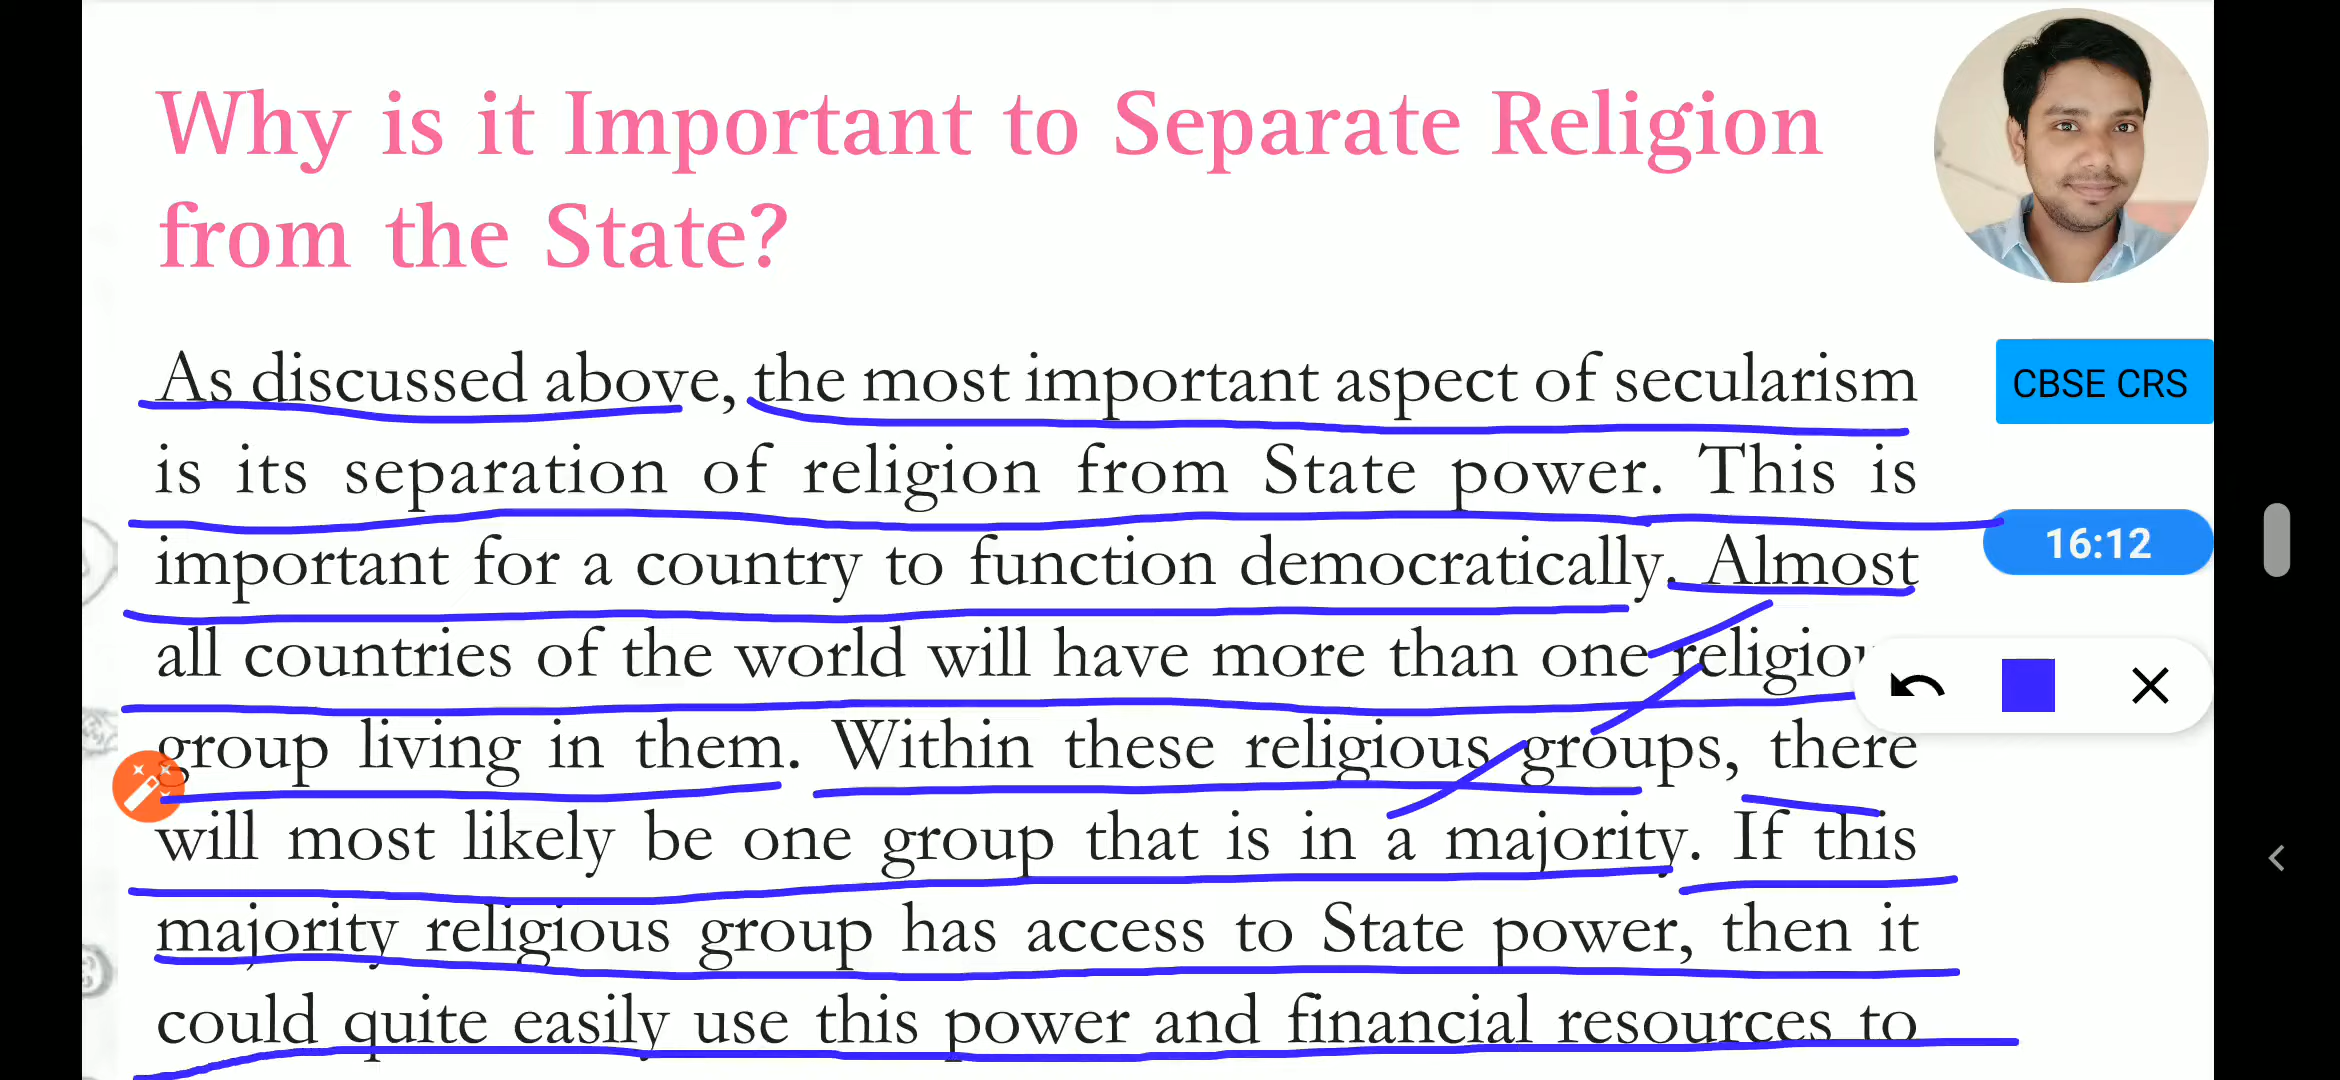 Why is it Important to Separate Religion
from the State?
As discussed above, the most important aspect of secularism
is its separation of religion from State power. This is
important for a country to function democratically. Almost
all countries of the world will have more than one
group living in them. Within these religious groups, there
will most likely be one group that is in a majority. If this
majority religious group has access to State power, then it
could quite easily use this power and financial resources to
CBSE CRS
16:12